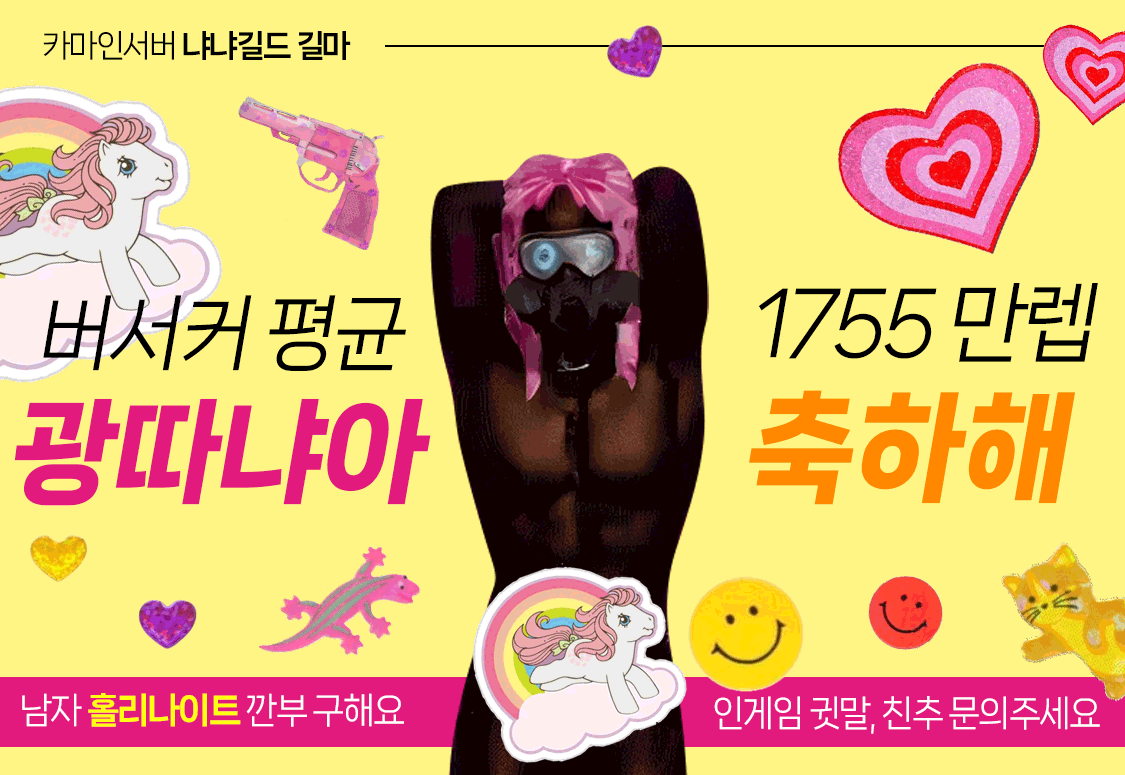 카마인서버 냐냐길드 길마
버서커 평균
광따냐아
1755 만렙
축하해
남자 홀리나이트 깐부 구해요
인게임 귓말, 친추 문의주세요